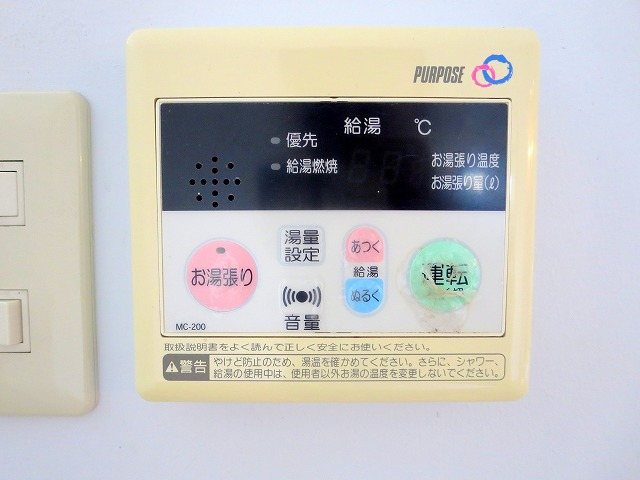 PURPOSE
給湯 ℃
優先
給湯燃焼
お湯張り温度
お湯張り量(ℓ)
お湯張り
湯量
設定
音量
あつく
給湯
ぬるく
運転
MC-200
取扱説明書をよく読んで正しく安全にお使いください。
警告 やけど防止のため、湯温を確かめてください。さらに、シャワー、
給湯の使用中は、使用者以外お湯の温度を変更しないでください。